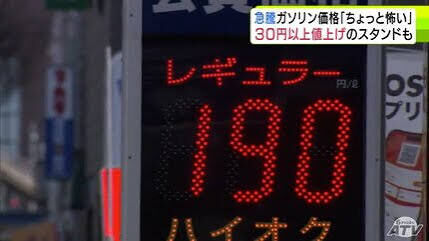 急騰ガソリン価格「ちょっと怖い」
30円以上値上げのスタンドも
レギュラー
円/ℓ
190
ハイオク
プリ
ATV